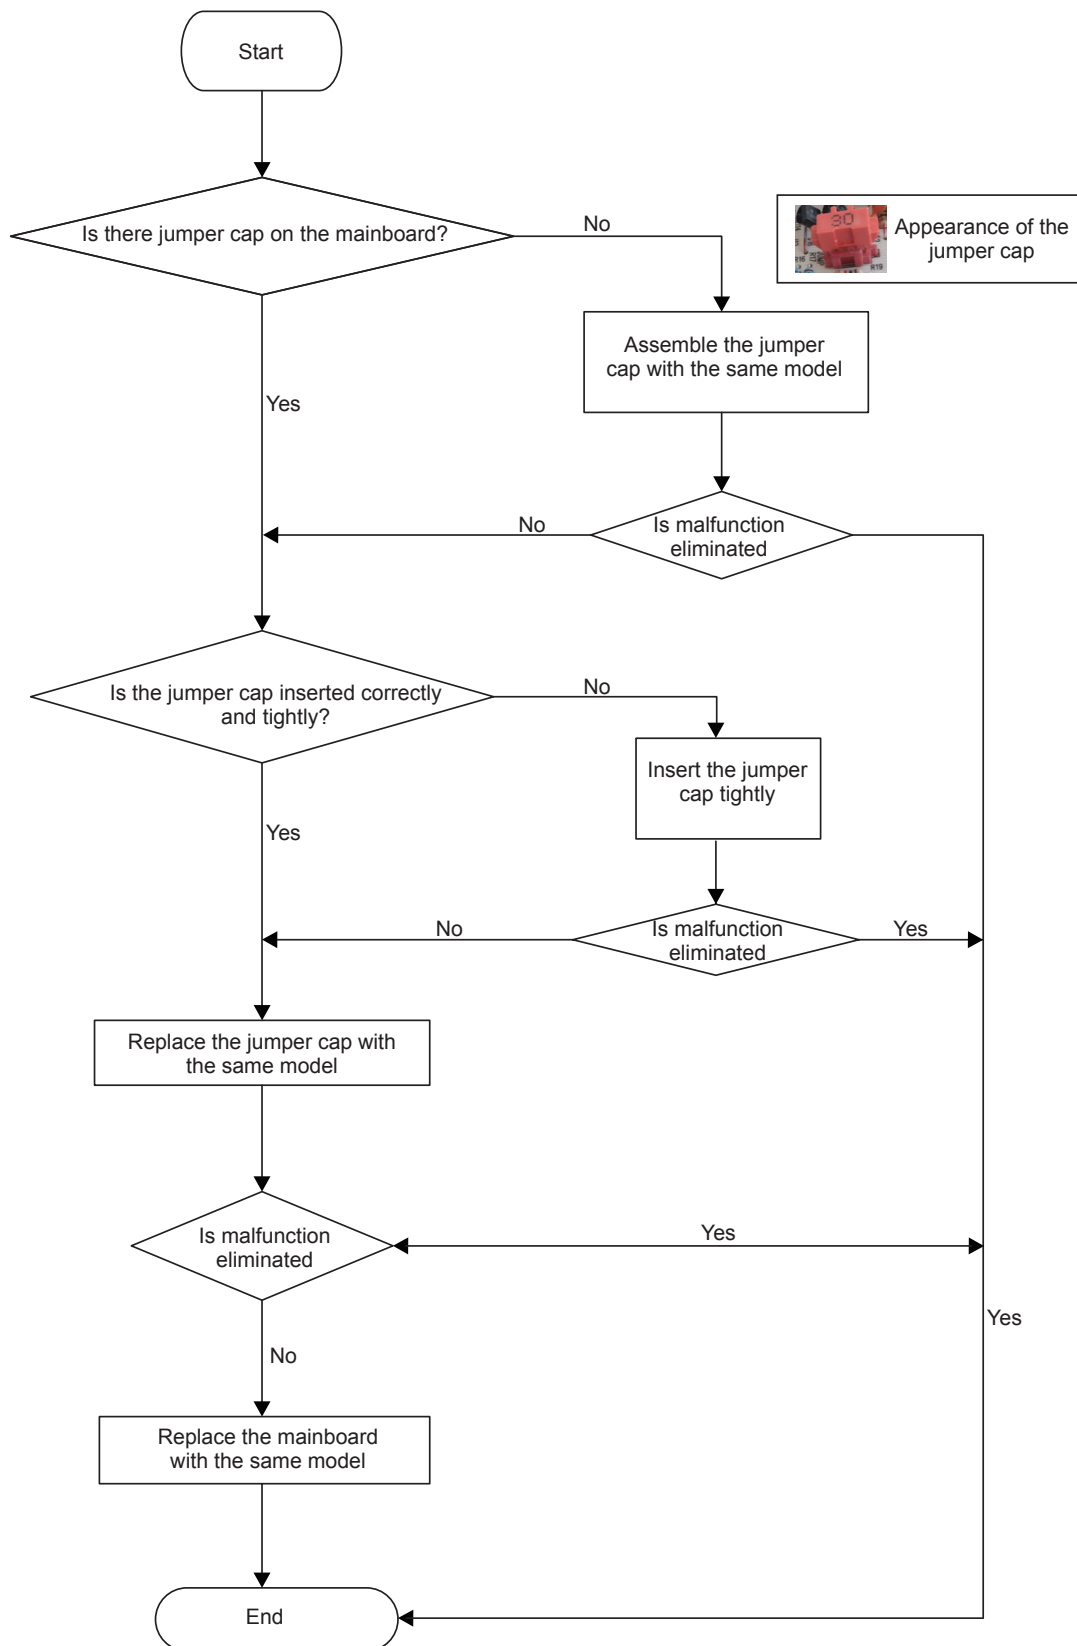 Start
Is there jumper cap on the mainboard?
No
30
R19
Appearance of the
jumper cap
Assemble the jumper
cap with the same model
Yes
No
Is malfunction
eliminated
Is the jumper cap inserted correctly
and tightly?
No
Insert the jumper
cap tightly
Yes
No
Is malfunction
eliminated
Yes
Replace the jumper cap with
the same model
Is malfunction
eliminated
Yes
Yes
No
Replace the mainboard
with the same model
End